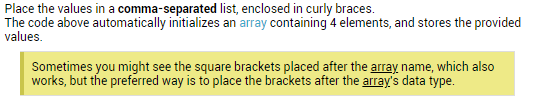 Place the values in a comma-separated list, enclosed in curly braces.
The code above automatically initializes an array containing 4 elements, and stores the provided
values.
Sometimes you might see the square brackets placed after the array name, which also
works, but the preferred way is to place the brackets after the array's data type.